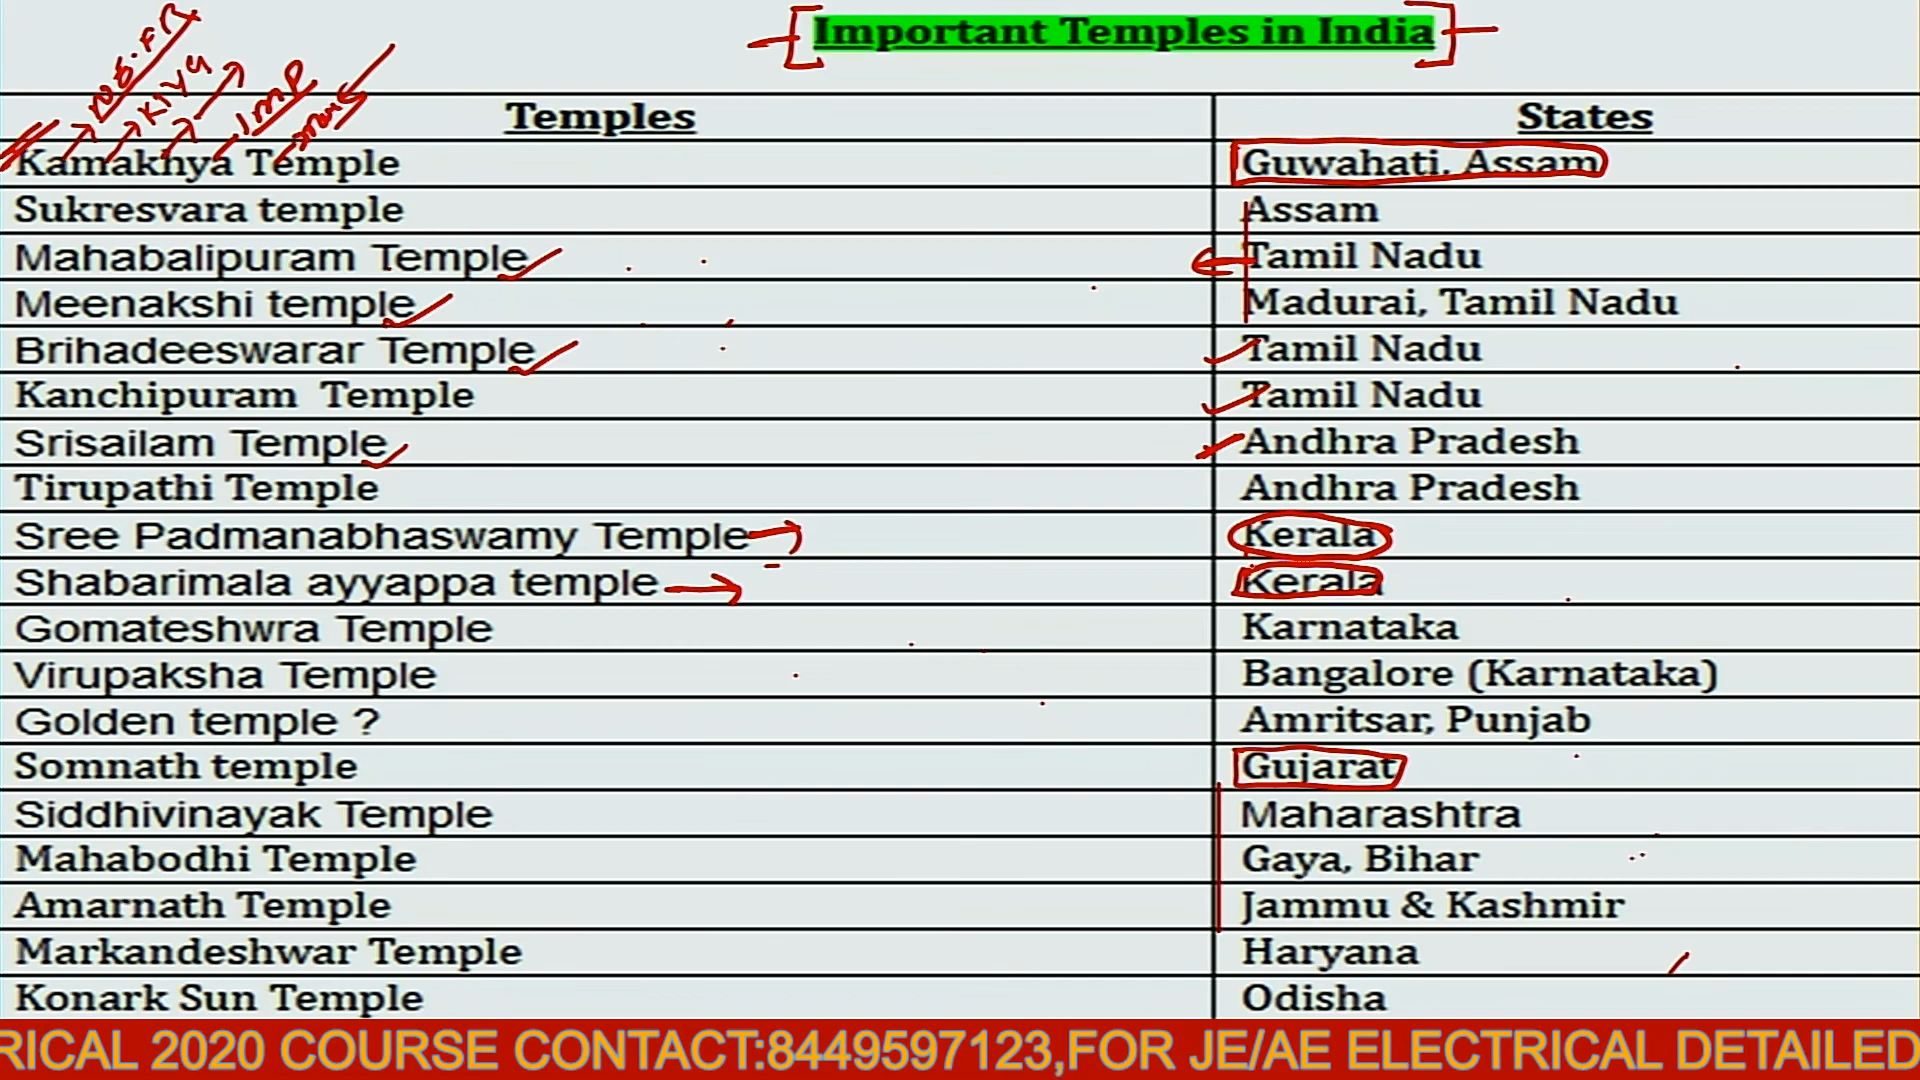 Important Temples in India
Temples States
Kamakhya Temple Guwahati, Assam
Sukresvara temple Assam
Mahabalipuram Temple Tamil Nadu
Meenakshi temple Madurai, Tamil Nadu
Brihadeeswarar Temple Tamil Nadu
Kanchipuram Temple Tamil Nadu
Srisailam Temple Andhra Pradesh
Tirupathi Temple Andhra Pradesh
Sree Padmanabhaswamy Temple Kerala
Shabarimala ayyappa temple Kerala
Gomateshwra Temple Karnataka
Virupaksha Temple Bangalore (Karnataka)
Golden temple ? Amritsar, Punjab
Somnath temple Gujarat
Siddhivinayak Temple Maharashtra
Mahabodhi Temple Gaya, Bihar
Amarnath Temple Jammu & Kashmir
Markandeshwar Temple Haryana
Konark Sun Temple Odisha
RICAL 2020 COURSE CONTACT:8449597123,FOR JE/AE ELECTRICAL DETAILED